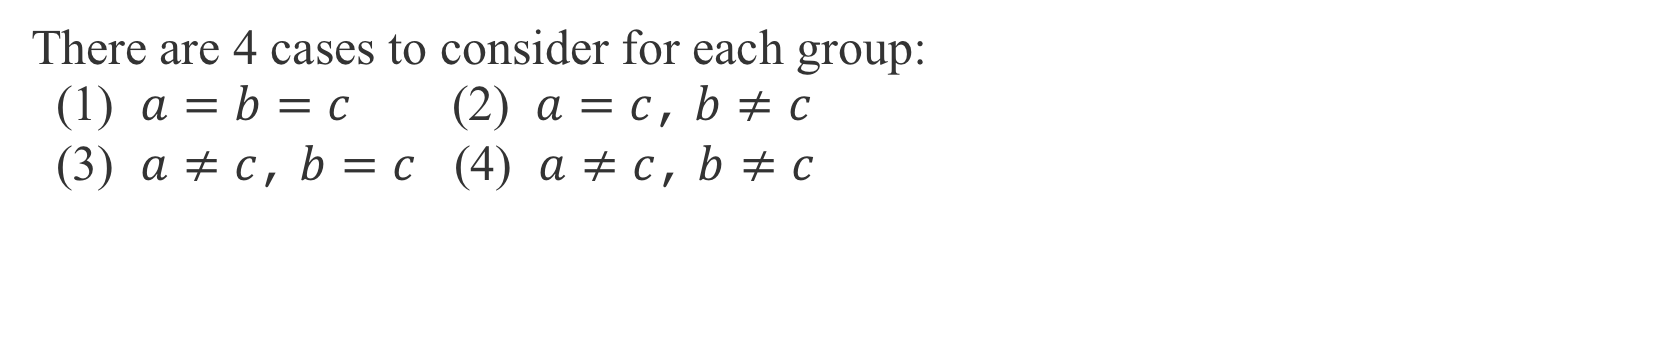 There are 4 cases to consider for each group:
(1) a = b = c (2) a = c, b ≠ c
(3) a ≠ c, b = c (4) a ≠ c, b ≠ c